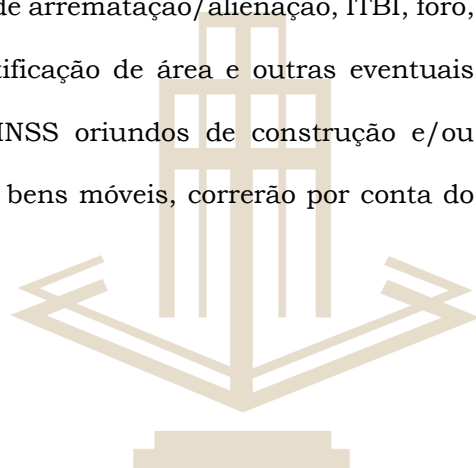 de arrematação/alienação, ITBI, foro,
tificação de área e outras eventuais
INSS oriundos de construção e/ou
bens móveis, correrão por conta do